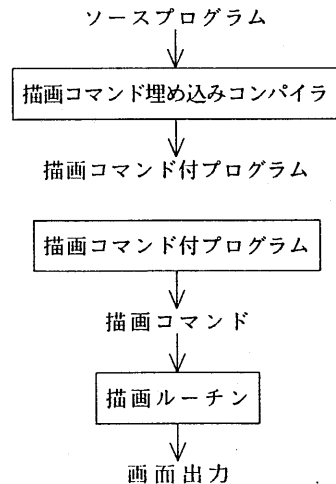 ソースプログラム
描画コマンド埋め込みコンパイラ
描画コマンド付プログラム
描画コマンド付プログラム
描画コマンド
描画ルーチン
画面出力